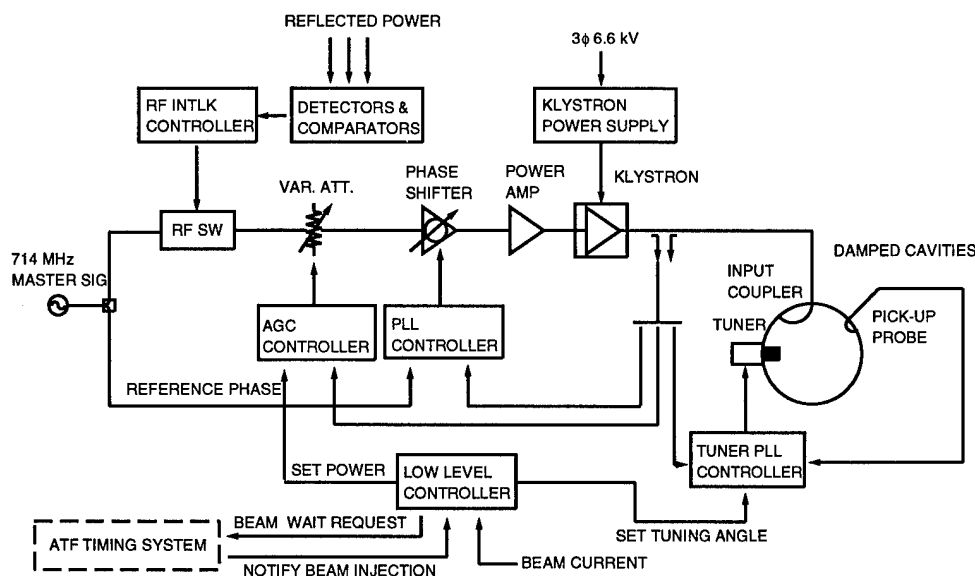 REFLECTED POWER
3ϕ 6.6 kV
RF INTLK
CONTROLLER
DETECTORS &
COMPARATORS
KLYSTRON
POWER SUPPLY
VAR. ATT.
PHASE
SHIFTER
POWER
AMP
KLYSTRON
RF SW
714 MHz
MASTER SIG
DAMPED CAVITIES
INPUT
COUPLER
TUNER
PICK-UP
PROBE
AGC
CONTROLLER
PLL
CONTROLLER
REFERENCE PHASE
TUNER PLL
CONTROLLER
SET POWER
LOW LEVEL
CONTROLLER
SET TUNING ANGLE
BEAM WAIT REQUEST
ATF TIMING SYSTEM
NOTIFY BEAM INJECTION
BEAM CURRENT